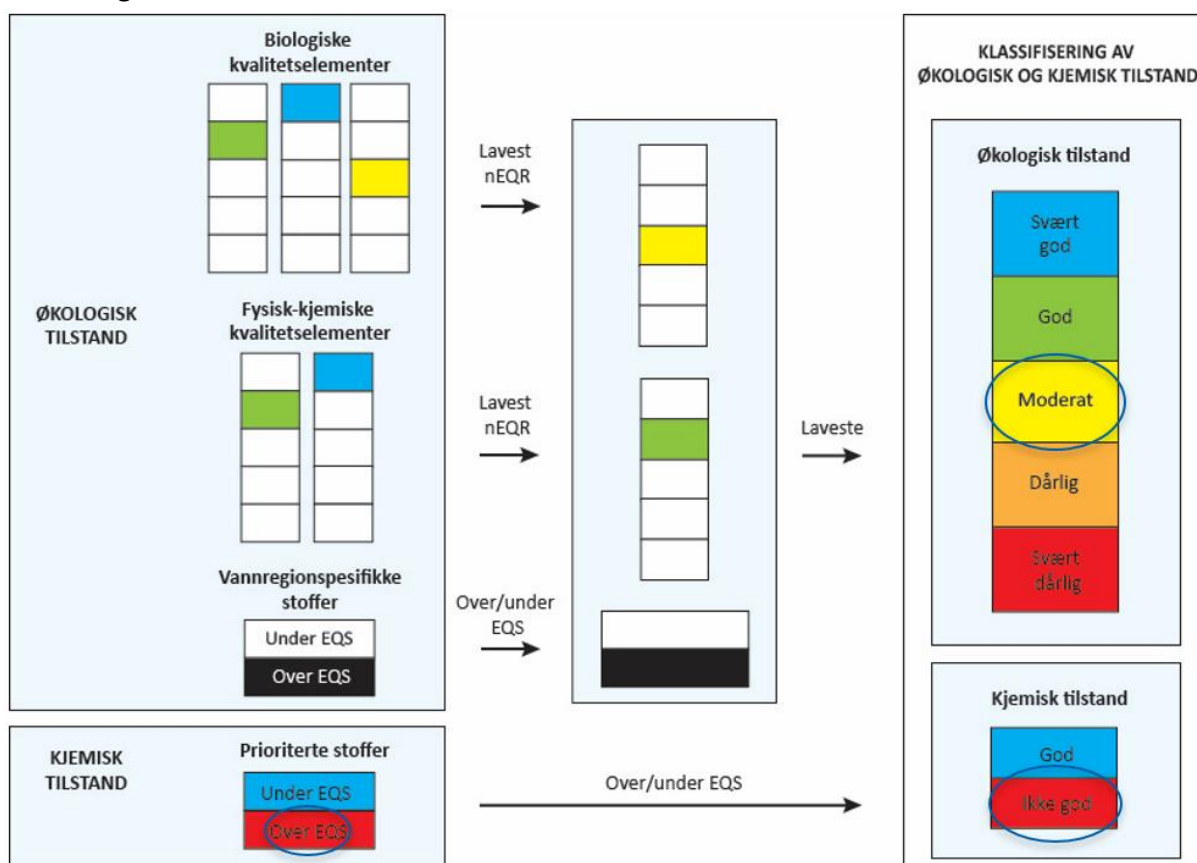 Biologiske
kvalitetselementer
Lavest
nEQR
ØKOLOGISK
TILSTAND
Fysisk-kjemiske
kvalitetselementer
Lavest
nEQR
Vannregionspesifikke
stoffer
Under EQS
Over EQS
Over/under
EQS
Laveste
KLASSIFISERING AV
ØKOLOGISK OG KJEMISK TILSTAND
Økologisk tilstand
Svært
god
God
Moderat
Dårlig
Svært
dårlig
KJEMISK
TILSTAND
Prioriterte stoffer
Under EQS
Over EQS
Over/under EQS
Kjemisk tilstand
God
Ikke god